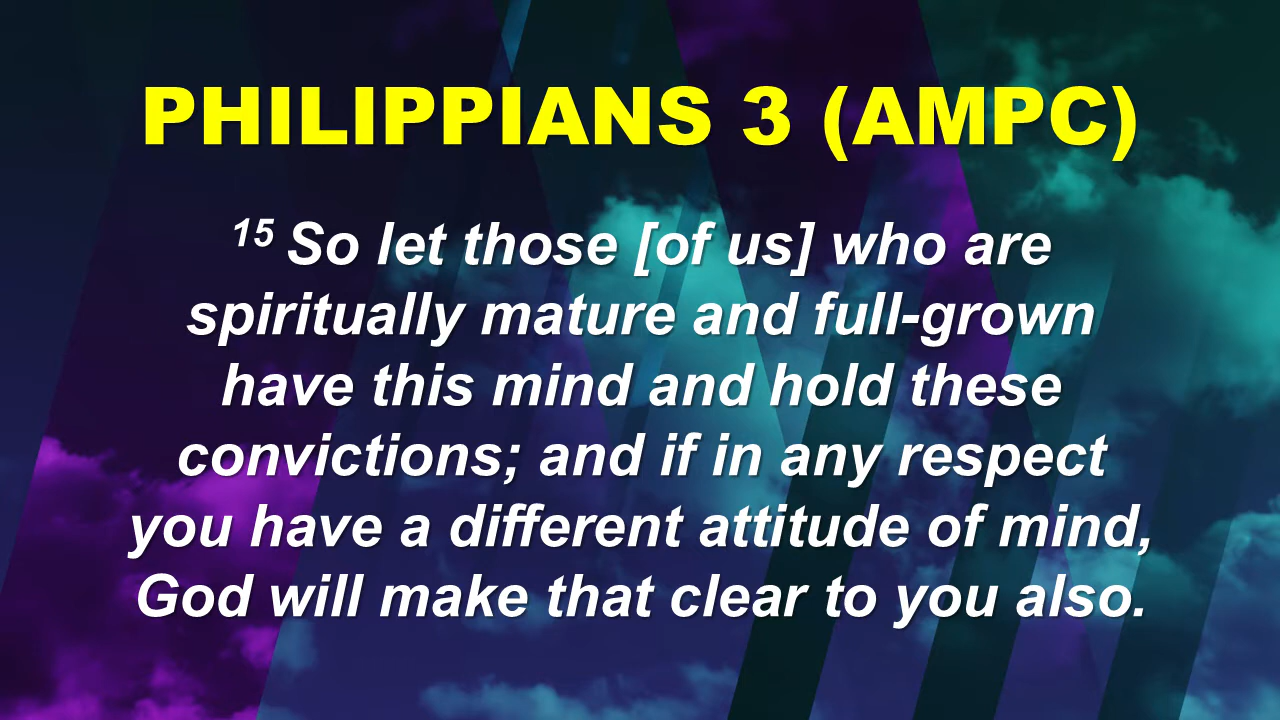 PHILIPPIANS 3 (AMPC)
15 So let those [of us] who are
spiritually mature and full-grown
have this mind and hold these
convictions; and if in any respect
you have a different attitude of mind,
God will make that clear to you also.